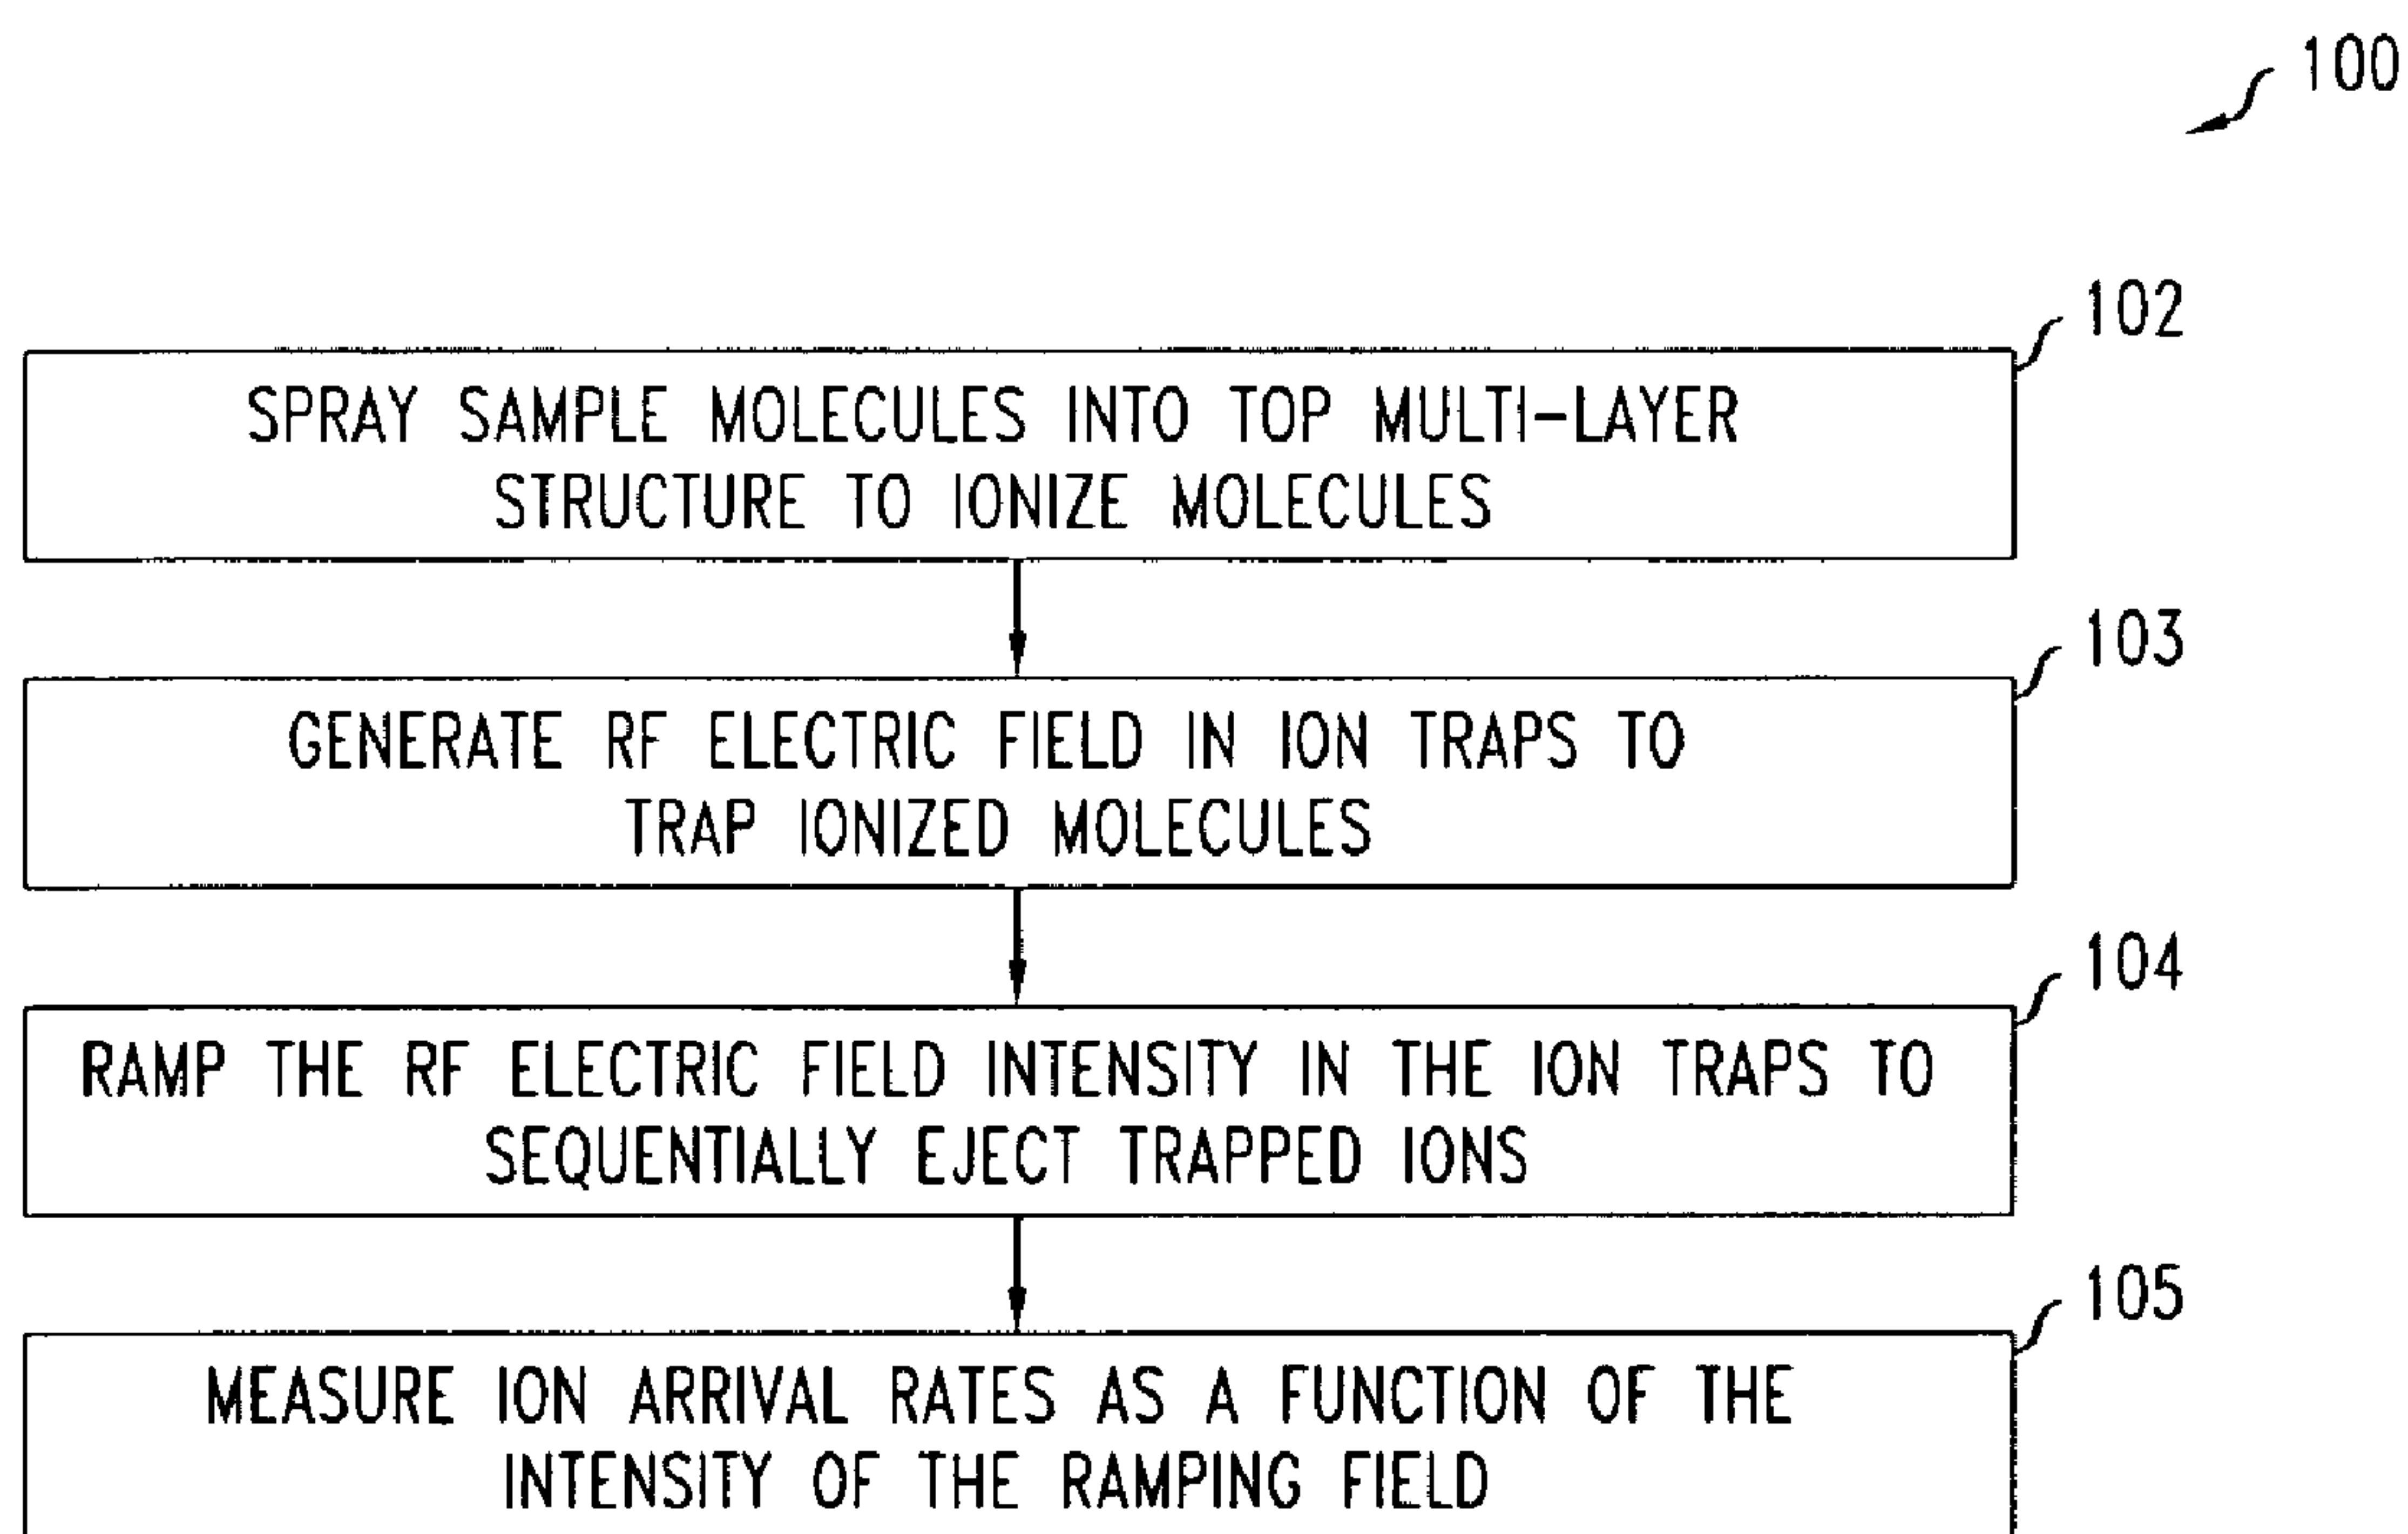 100
102
SPRAY SAMPLE MOLECULES INTO TOP MULTI-LAYER
STRUCTURE TO IONIZE MOLECULES
103
GENERATE RF ELECTRIC FIELD IN ION TRAPS TO
TRAP IONIZED MOLECULES
104
RAMP THE RF ELECTRIC FIELD INTENSITY IN THE ION TRAPS TO
SEQUENTIALLY EJECT TRAPPED IONS
105
MEASURE ION ARRIVAL RATES AS A FUNCTION OF THE
INTENSITY OF THE RAMPING FIELD